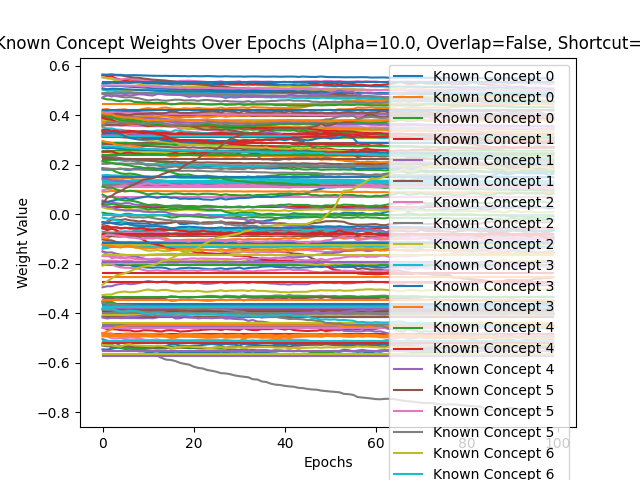 Known Concept Weights Over Epochs (Alpha=10.0, Overlap=False, Shortcut=
0.6
0.4
0.2
0.0
−0.2
−0.4
−0.6
−0.8
Weight Value
0
20
40
60
80
100
Epochs
Known Concept 0
Known Concept 0
Known Concept 0
Known Concept 1
Known Concept 1
Known Concept 1
Known Concept 2
Known Concept 2
Known Concept 2
Known Concept 3
Known Concept 3
Known Concept 3
Known Concept 4
Known Concept 4
Known Concept 4
Known Concept 5
Known Concept 5
Known Concept 5
Known Concept 6
Known Concept 6